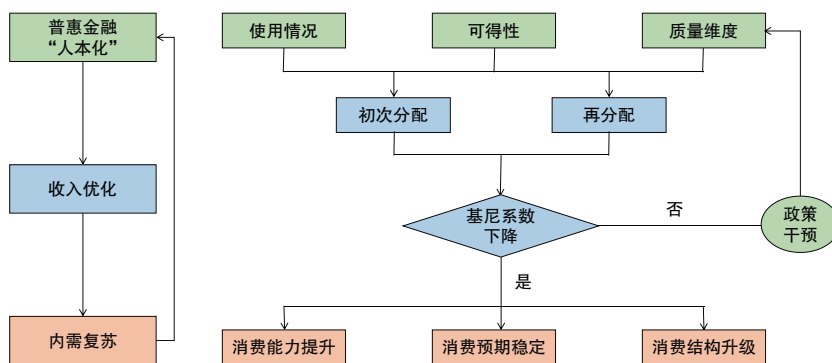 普惠金融
“人本化”
使用情况
可得性
质量维度
初次分配
再分配
收入优化
基尼系数
下降
否
政策
干预
是
内需复苏
消费能力提升
消费预期稳定
消费结构升级